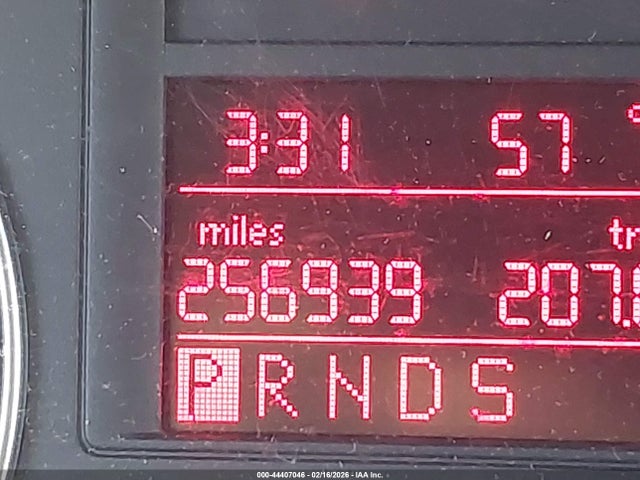 3:31 57°
miles
256939 207.
P R N D S
000-44407046 - 02/16/2026 - IAA Inc.